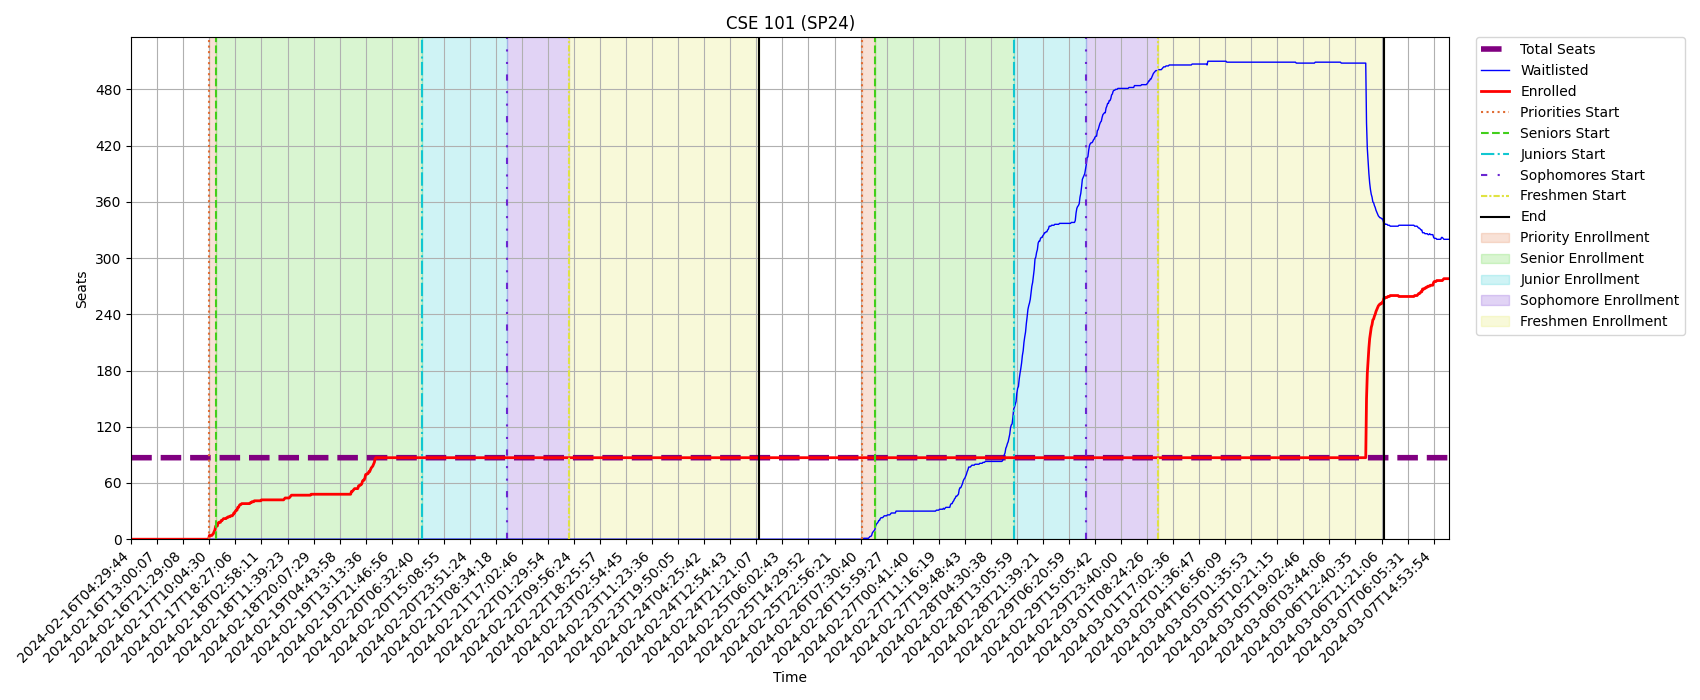 CSE 101 (SP24)
Seats
480
420
360
300
240
180
120
60
0
2024-02-16T04:29:44
2024-02-16T13:00:07
2024-02-16T21:29:08
2024-02-17T10:04:30
2024-02-17T18:27:06
2024-02-18T02:58:11
2024-02-18T11:39:23
2024-02-18T20:07:29
2024-02-19T04:43:58
2024-02-19T13:13:36
2024-02-19T21:46:56
2024-02-20T06:32:40
2024-02-20T15:08:55
2024-02-20T23:51:24
2024-02-21T08:34:18
2024-02-21T17:02:46
2024-02-22T01:29:54
2024-02-22T09:56:24
2024-02-22T18:25:57
2024-02-23T02:54:45
2024-02-23T11:23:36
2024-02-23T19:50:05
2024-02-24T04:25:42
2024-02-24T12:54:43
2024-02-24T21:21:07
2024-02-25T06:02:43
2024-02-25T14:29:52
2024-02-25T22:56:21
2024-02-26T07:30:40
2024-02-26T15:59:27
2024-02-27T00:41:40
2024-02-27T11:16:19
2024-02-27T19:48:43
2024-02-28T04:30:38
2024-02-28T13:05:59
2024-02-28T21:39:21
2024-02-29T06:20:59
2024-02-29T15:05:42
2024-02-29T23:40:00
2024-03-01T08:24:26
2024-03-01T17:02:36
2024-03-02T01:36:47
2024-03-04T16:56:09
2024-03-05T01:35:53
2024-03-05T10:21:15
2024-03-05T19:02:46
2024-03-06T03:44:06
2024-03-06T12:40:35
2024-03-06T21:21:06
2024-03-07T06:05:31
2024-03-07T14:53:54
Time
Total Seats
Waitlisted
Enrolled
Priorities Start
Seniors Start
Juniors Start
Sophomores Start
Freshmen Start
End
Priority Enrollment
Senior Enrollment
Junior Enrollment
Sophomore Enrollment
Freshmen Enrollment